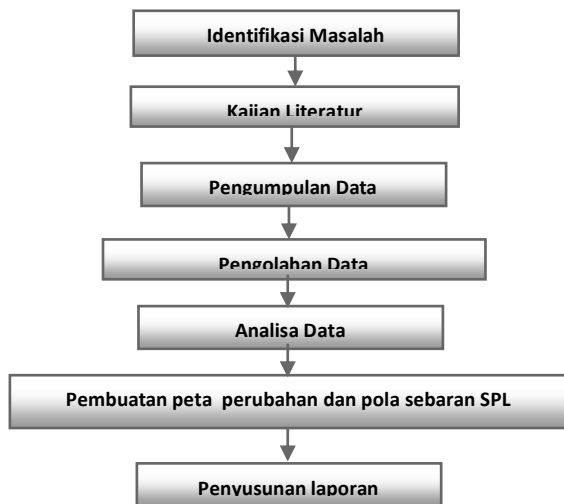 Identifikasi Masalah
Kajian Literatur
Pengumpulan Data
Pengolahan Data
Analisa Data
Pembuatan peta perubahan dan pola sebaran SPL
Penyusunan laporan